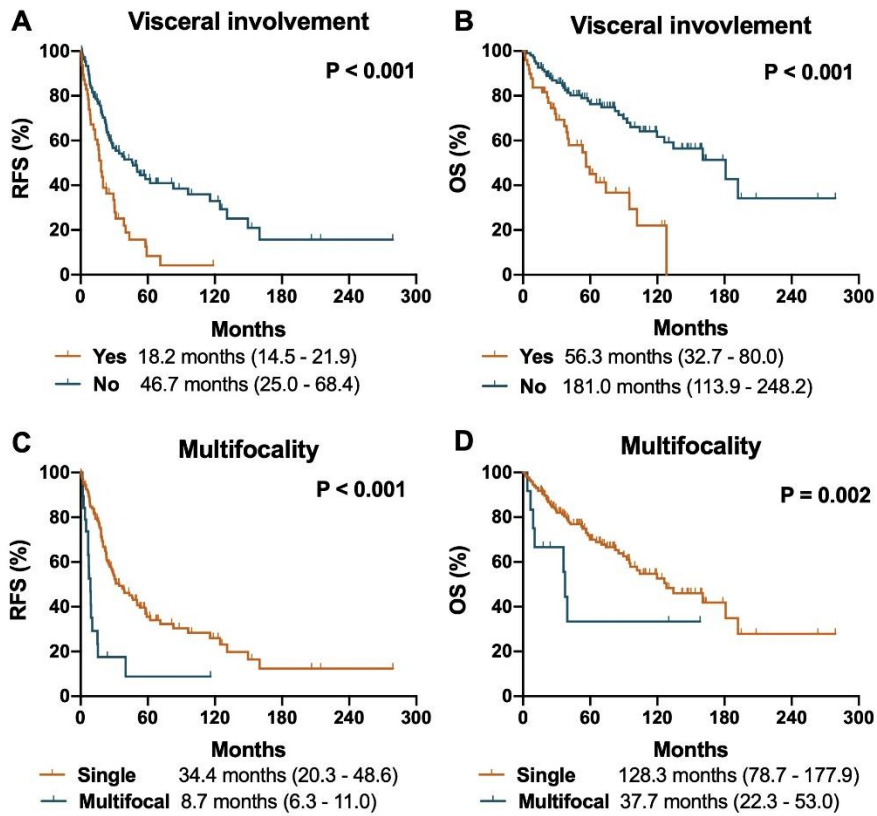 A
Visceral involvement
P < 0.001
RFS (%)
100
80
60
40
20
0
0 60 120 180 240 300
Months
Yes 18.2 months (14.5 - 21.9)
No 46.7 months (25.0 - 68.4)
B
Visceral invovlement
P < 0.001
OS (%)
100
80
60
40
20
0
0 60 120 180 240 300
Months
Yes 56.3 months (32.7 - 80.0)
No 181.0 months (113.9 - 248.2)
C
Multifocality
P < 0.001
RFS (%)
100
80
60
40
20
0
0 60 120 180 240 300
Months
Single 34.4 months (20.3 - 48.6)
Multifocal 8.7 months (6.3 - 11.0)
D
Multifocality
P = 0.002
OS (%)
100
80
60
40
20
0
0 60 120 180 240 300
Months
Single 128.3 months (78.7 - 177.9)
Multifocal 37.7 months (22.3 - 53.0)